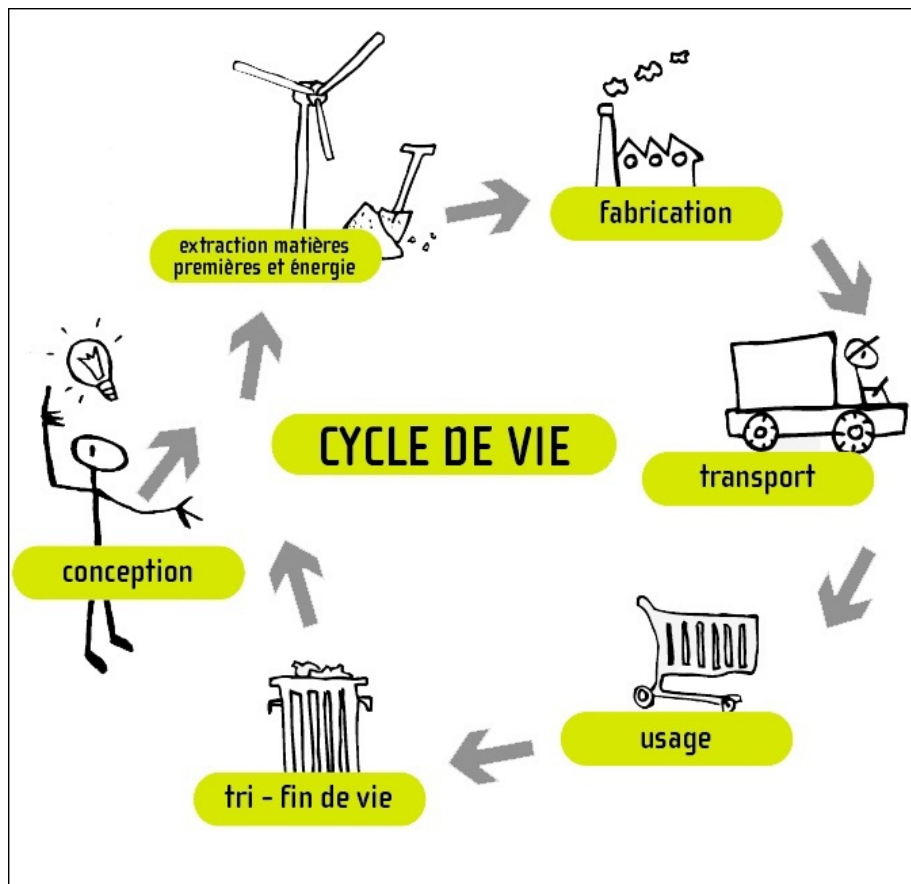 extraction matières
premières et énergie
fabrication
CYCLE DE VIE
transport
conception
usage
tri - fin de vie